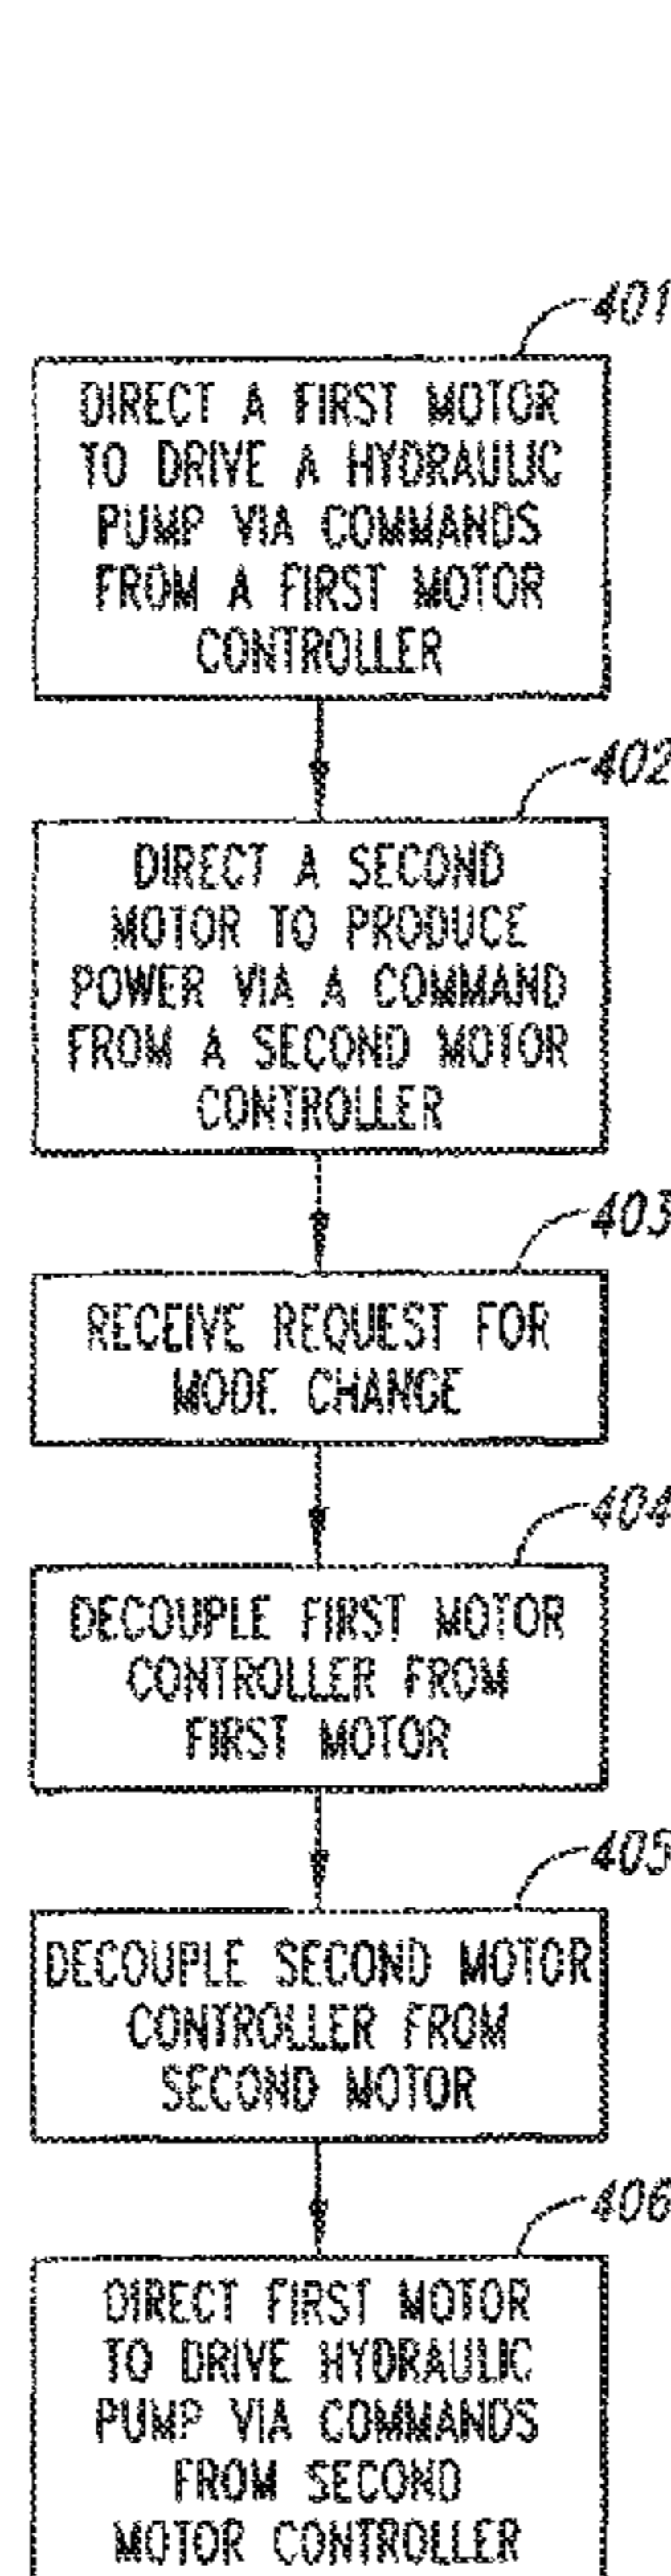 401
DIRECT A FIRST MOTOR
TO DRIVE A HYDRAULIC
PUMP VIA COMMANDS
FROM A FIRST MOTOR
CONTROLLER
402
DIRECT A SECOND
MOTOR TO PRODUCE
POWER VIA A COMMAND
FROM A SECOND MOTOR
CONTROLLER
403
RECEIVE REQUEST FOR
MODE CHANGE
404
DECOUPLE FIRST MOTOR
CONTROLLER FROM
FIRST MOTOR
405
DECOUPLE SECOND MOTOR
CONTROLLER FROM
SECOND MOTOR
406
DIRECT FIRST MOTOR
TO DRIVE HYDRAULIC
PUMP VIA COMMANDS
FROM SECOND
MOTOR CONTROLLER